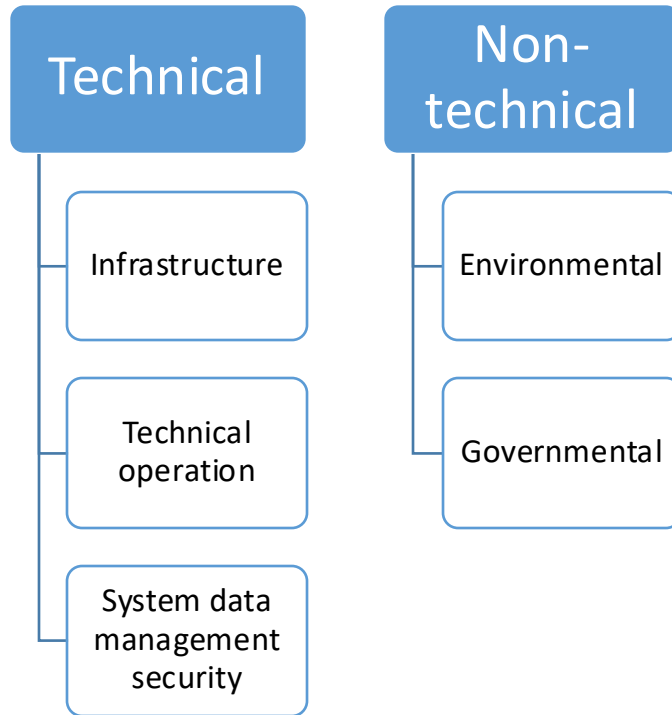 Technical
Infrastructure
Technical
operation
System data
management
security
Non-
technical
Environmental
Governmental